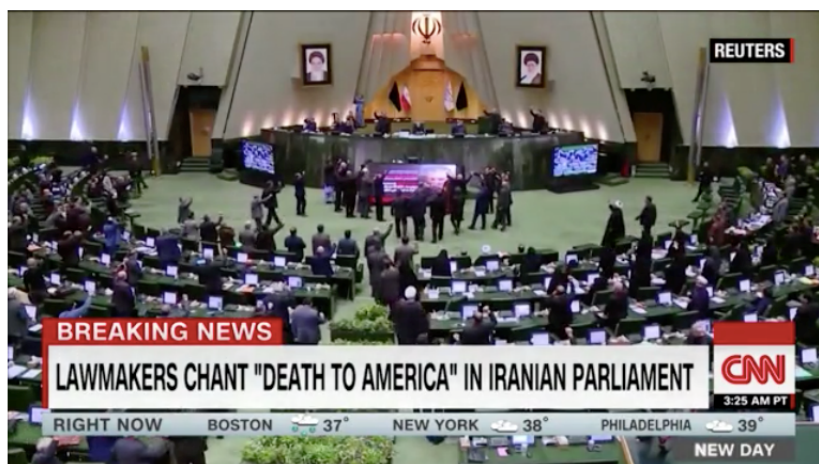 REUTERS
BREAKING NEWS
LAWMAKERS CHANT "DEATH TO AMERICA" IN IRANIAN PARLIAMENT
CNN
3:25 AM PT
RIGHT NOW BOSTON 37° NEW YORK 38° PHILADELPHIA 39°
NEW DAY